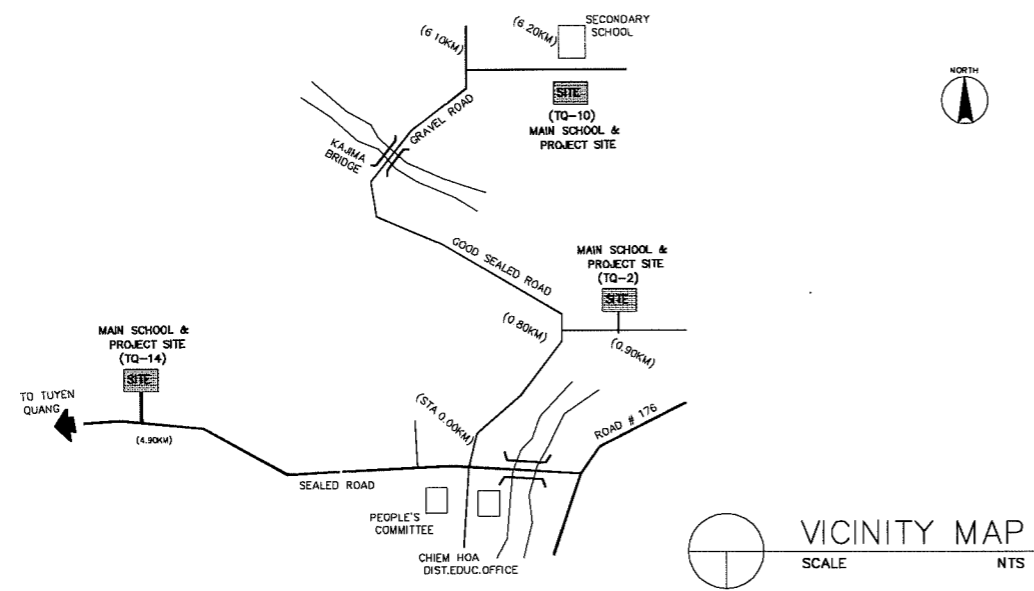 (6.10KM)
(6.20KM)
SECONDARY
SCHOOL
NORTH
SITE
(TQ-10)
MAIN SCHOOL &
PROJECT SITE
GRAVEL ROAD
KAJIMA
BRIDGE
GOOD SEALED ROAD
MAIN SCHOOL &
PROJECT SITE
(TQ-2)
SITE
(0.80KM)
(0.90KM)
MAIN SCHOOL &
PROJECT SITE
(TQ-14)
SITE
TO TUYEN
QUANG
(4.90KM)
(STA 0.00KM)
ROAD # 176
SEALED ROAD
PEOPLE'S
COMMITTEE
CHIEM HOA
DIST.EDUC.OFFICE
VICINITY MAP
SCALE NTS